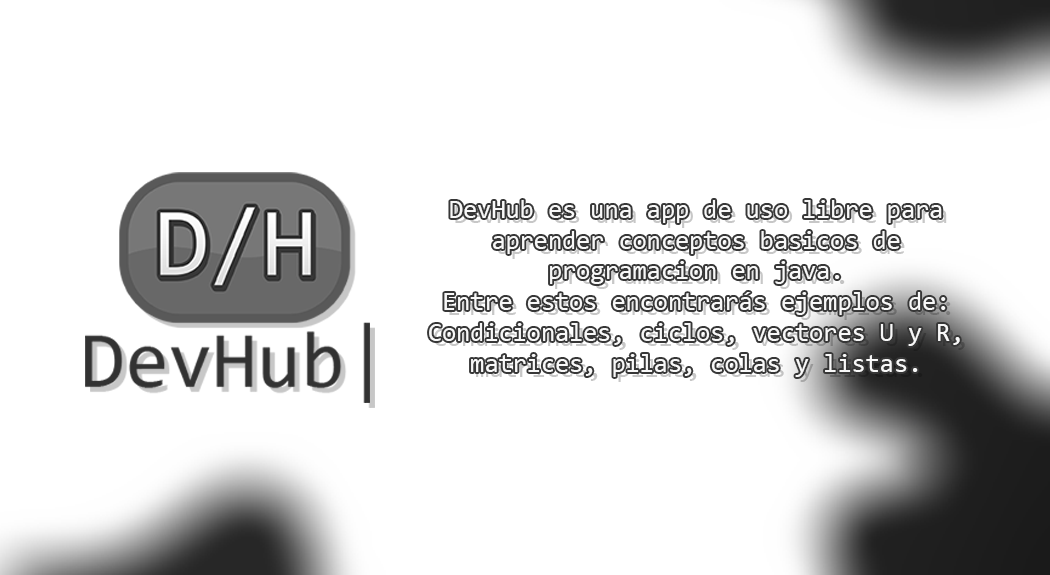 D/H
DevHub|
DevHub es una app de uso libre para
aprender conceptos basicos de
programacion en java.
Entre estos encontrarás ejemplos de:
Condicionales, ciclos, vectores U y R,
matrices, pilas, colas y listas.